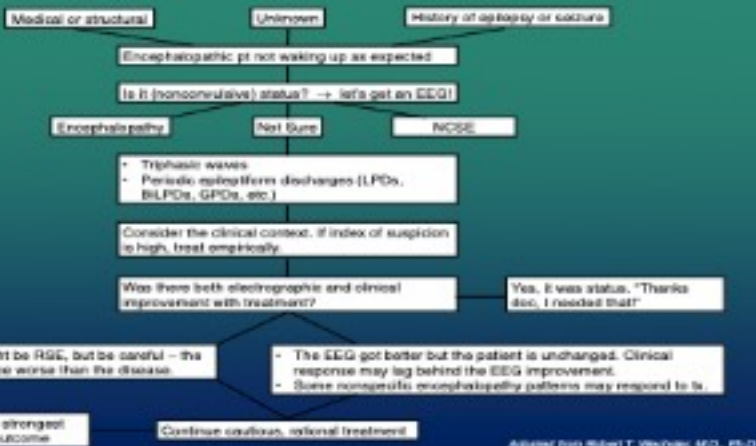 Medical or structural
Unknown
History of epilepsy or seizure
Encephalopathic pt not waking up as expected
Is it (nonconvulsive) status? → let's get an EEG!
Encephalopathy
Not Sure
NCSE
• Triphasic waves
• Periodic epileptiform discharges (LPDs,
BiLPDs, GPDs, etc.)
Consider the clinical context. If index of suspicion
is high, treat empirically.
Was there both electrographic and clinical
improvement with treatment?
Yes, it was status. "Thanks
doc, I needed that!"
be RSE, but be careful – the
worse than the disease.
• The EEG got better but the patient is unchanged. Clinical
response may lag behind the EEG improvement.
• Some nonspecific encephalopathy patterns may respond to tx.
strongest
Continue cautious, rational treatment
Adapted from Robert T.